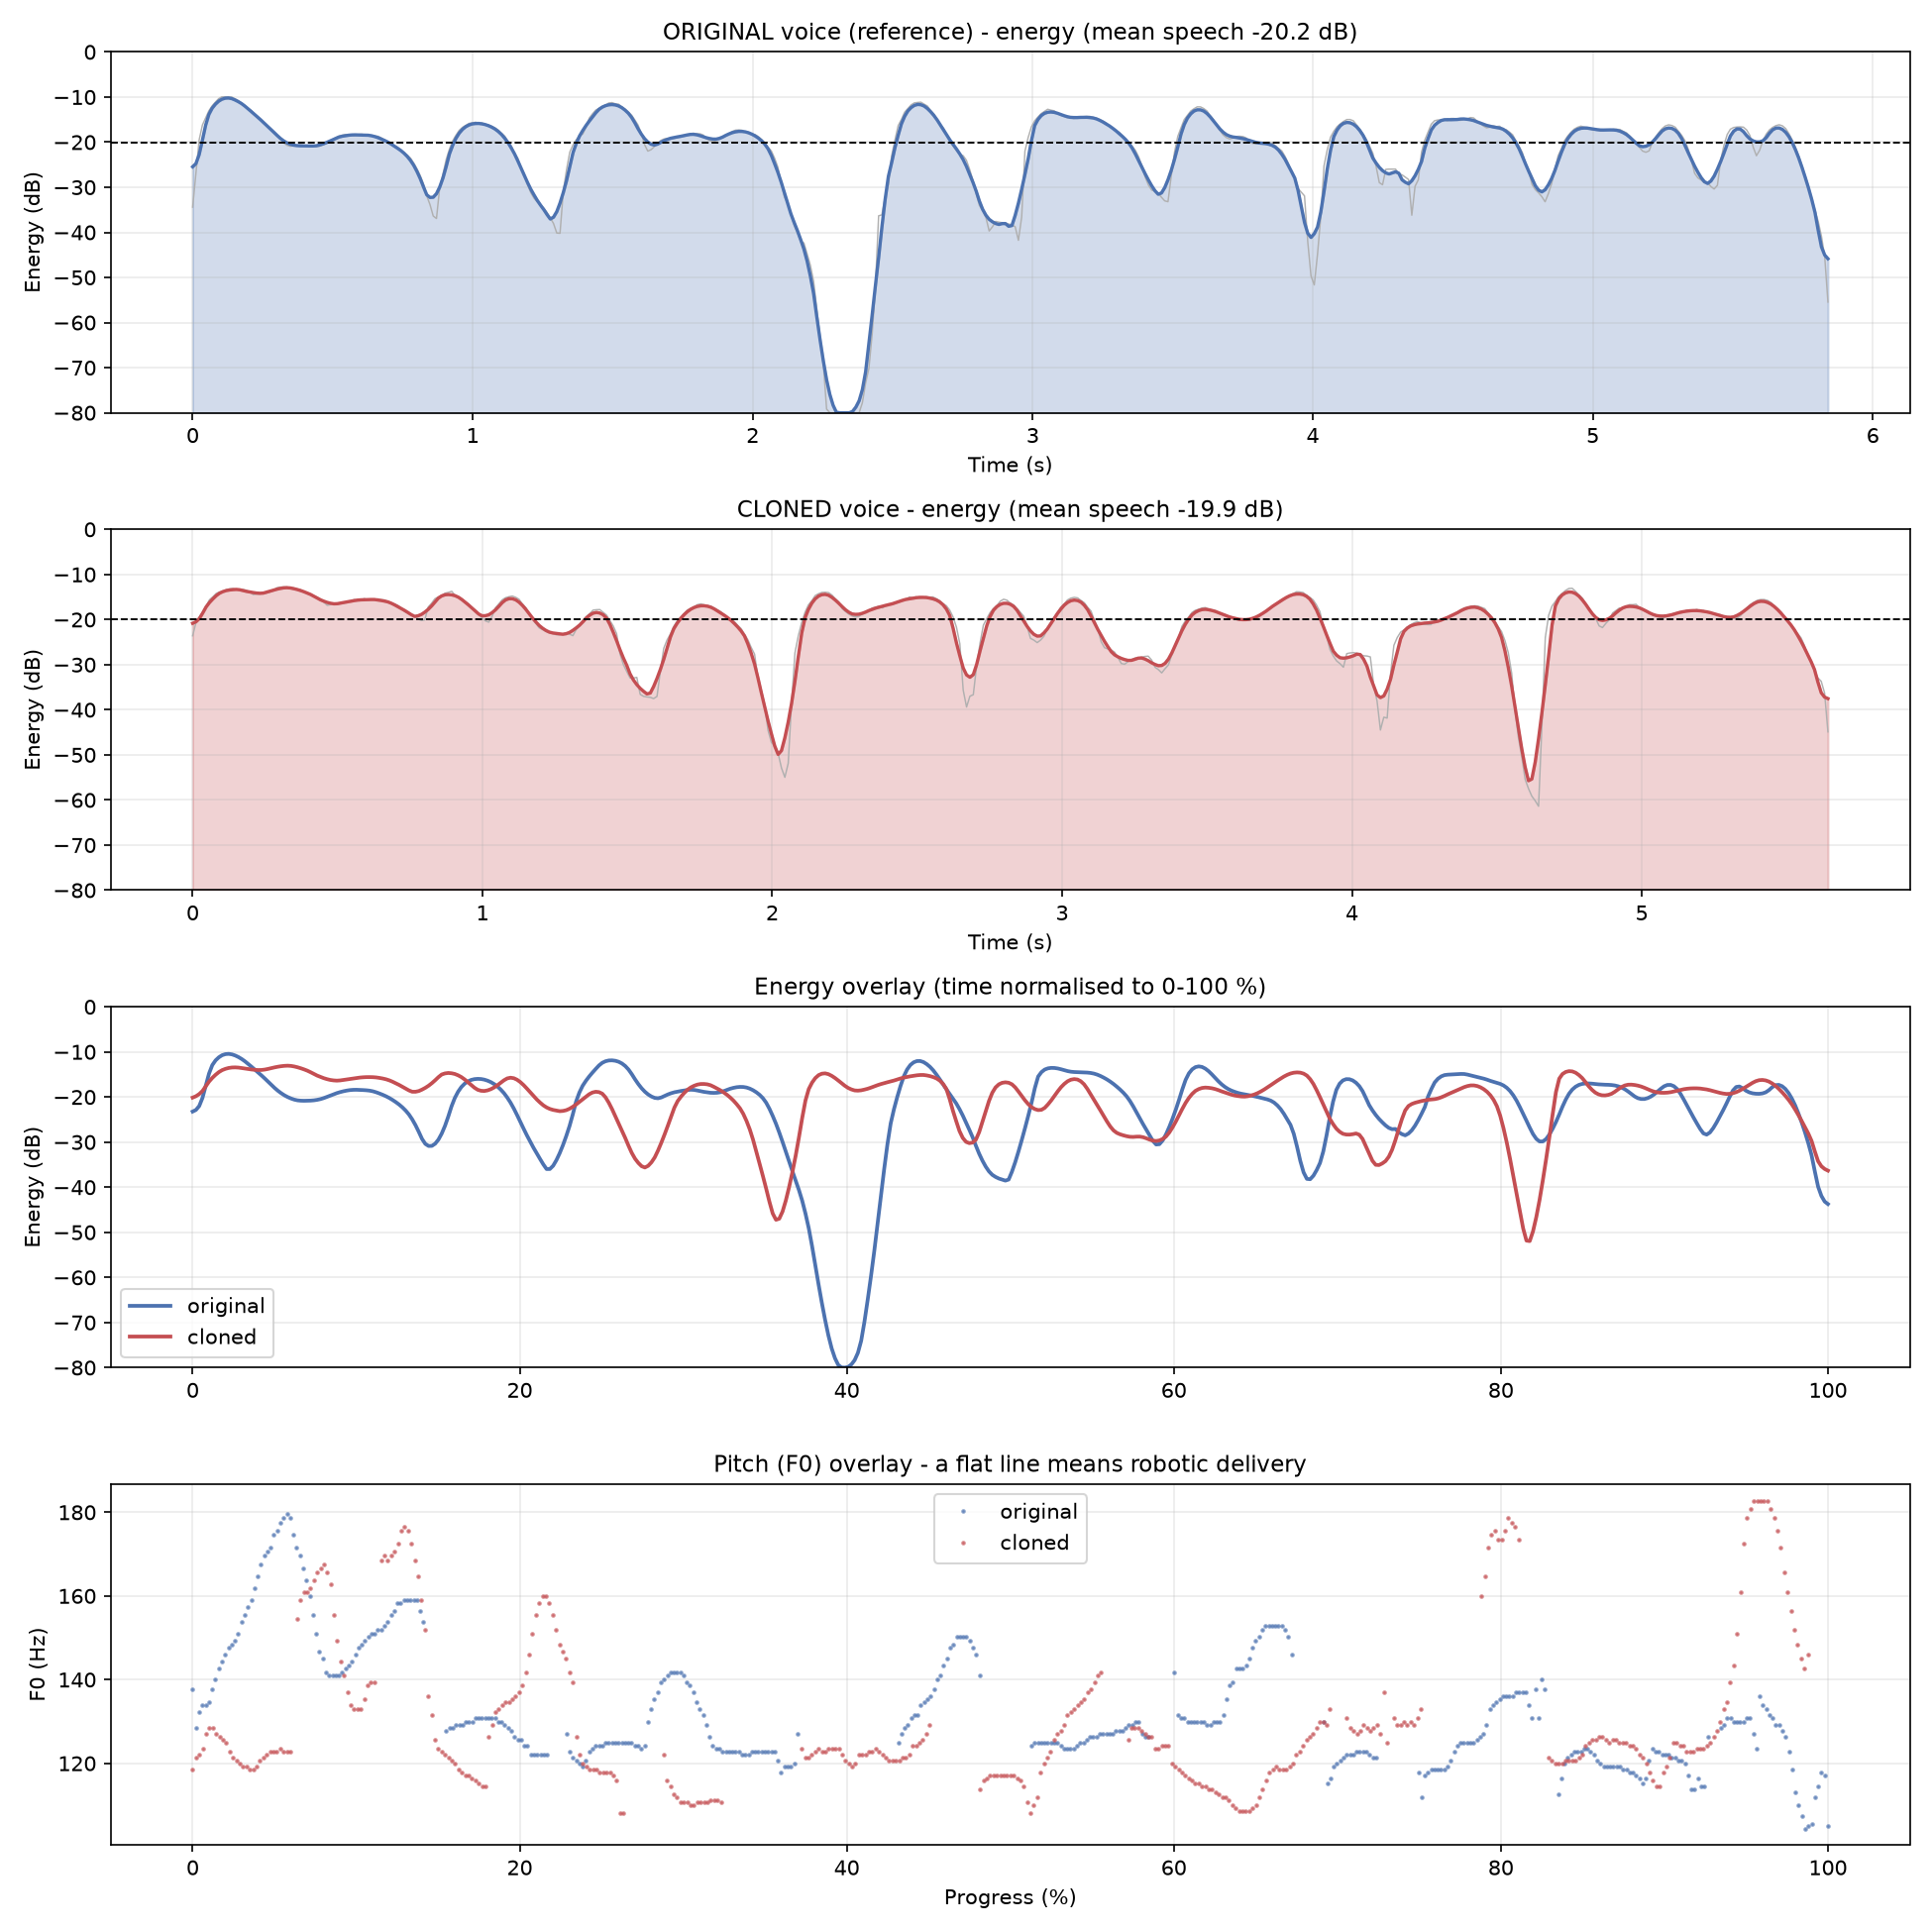 ORIGINAL voice (reference) - energy (mean speech -20.2 dB)
Energy (dB)
0
−10
−20
−30
−40
−50
−60
−70
−80
0 1 2 3 4 5 6
Time (s)
CLONED voice - energy (mean speech -19.9 dB)
Energy (dB)
0
−10
−20
−30
−40
−50
−60
−70
−80
0 1 2 3 4 5
Time (s)
Energy overlay (time normalised to 0-100 %)
Energy (dB)
0
−10
−20
−30
−40
−50
−60
−70
−80
original
cloned
0 20 40 60 80 100
Pitch (F0) overlay - a flat line means robotic delivery
F0 (Hz)
180
160
140
120
original
cloned
0 20 40 60 80 100
Progress (%)